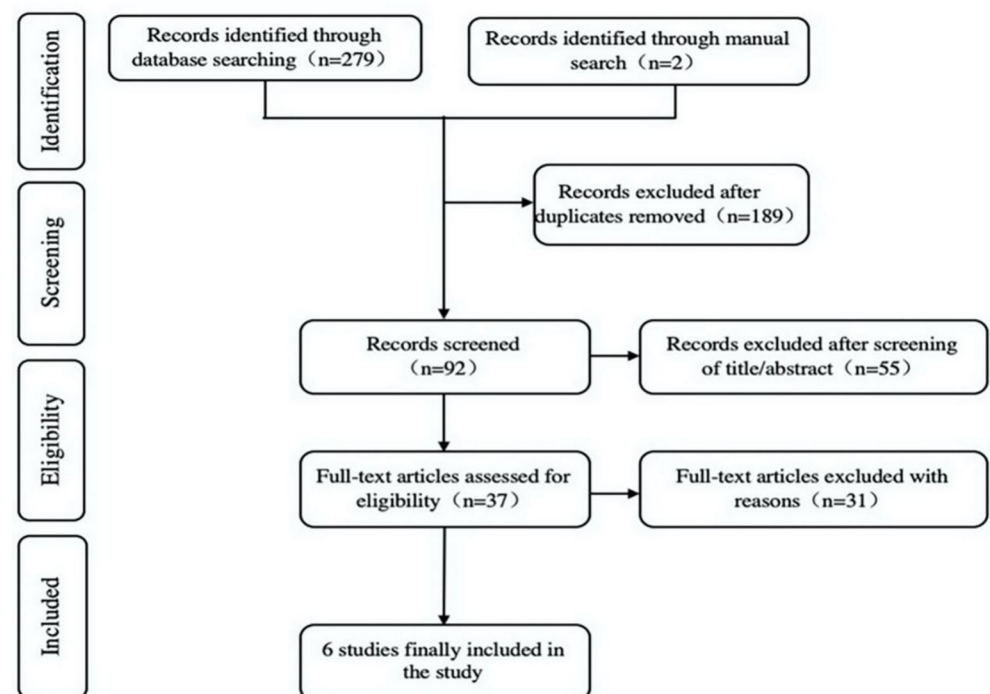 Identification
Records identified through
database searching（n=279）
Records identified through manual
search（n=2）
Screening
Records excluded after
duplicates removed（n=189）
Records screened
（n=92）
Records excluded after screening
of title/abstract（n=55）
Eligibility
Full-text articles assessed for
eligibility（n=37）
Full-text articles excluded with
reasons（n=31）
Included
6 studies finally included in
the study